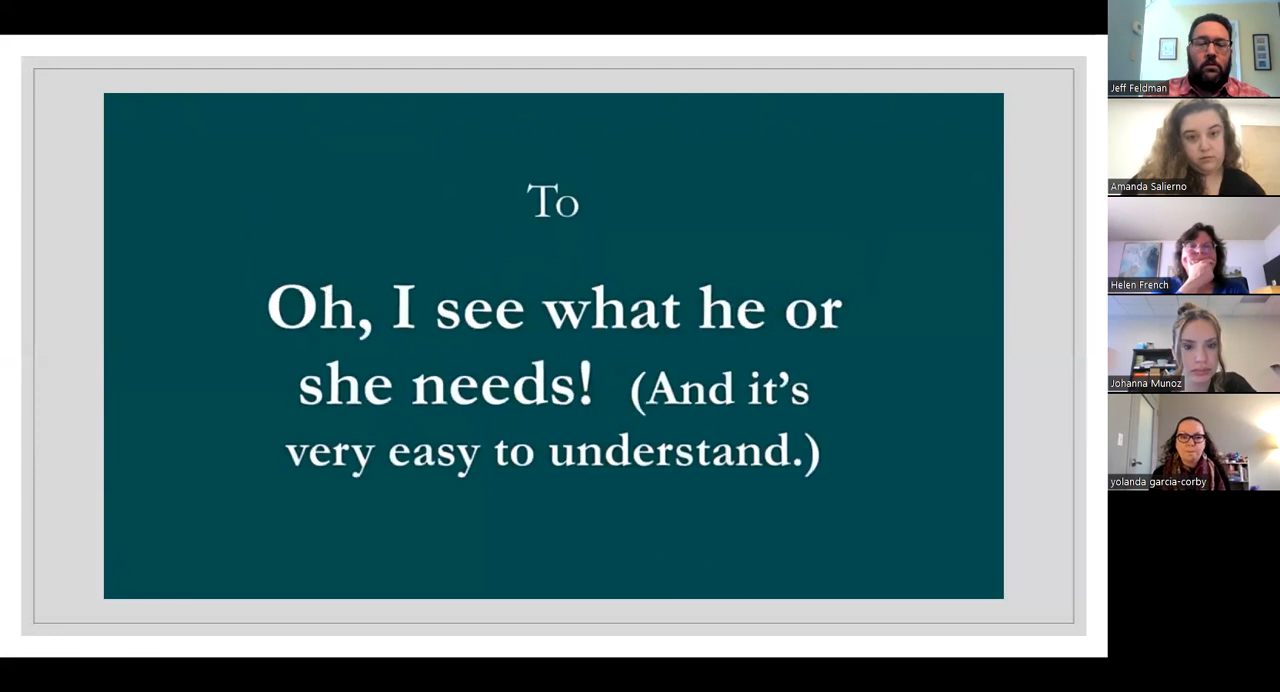 To
Oh, I see what he or
she needs! (And it’s
very easy to understand.)
Jeff Feldman
Amanda Salierno
Helen French
Johanna Munoz
yolanda garcia-corby